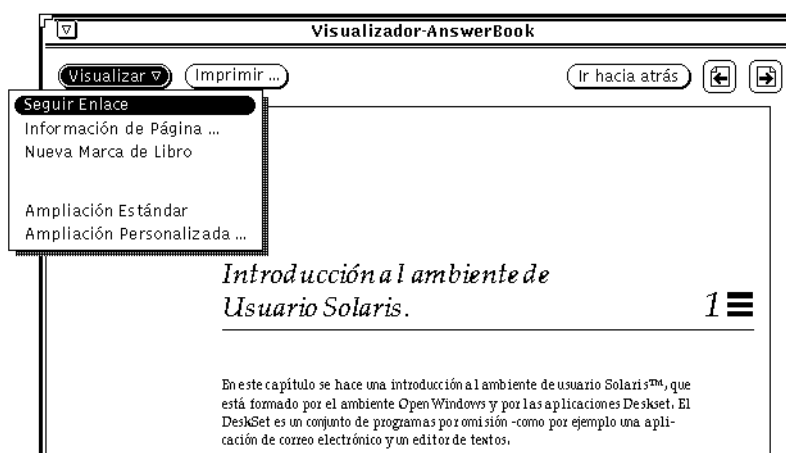 Visualizador-AnswerBook
Visualizar
Imprimir ...
Ir hacia atrás
Seguir Enlace
Información de Página ...
Nueva Marca de Libro
Ampliación Estándar
Ampliación Personalizada ...
Introducción al ambiente de
Usuario Solaris.
1
En este capítulo se hace una introducción al ambiente de usuario Solaris™, que
está formado por el ambiente OpenWindows y por las aplicaciones Deskset. El
DeskSet es un conjunto de programas por omisión -como por ejemplo una apli-
cación de correo electrónico y un editor de textos.